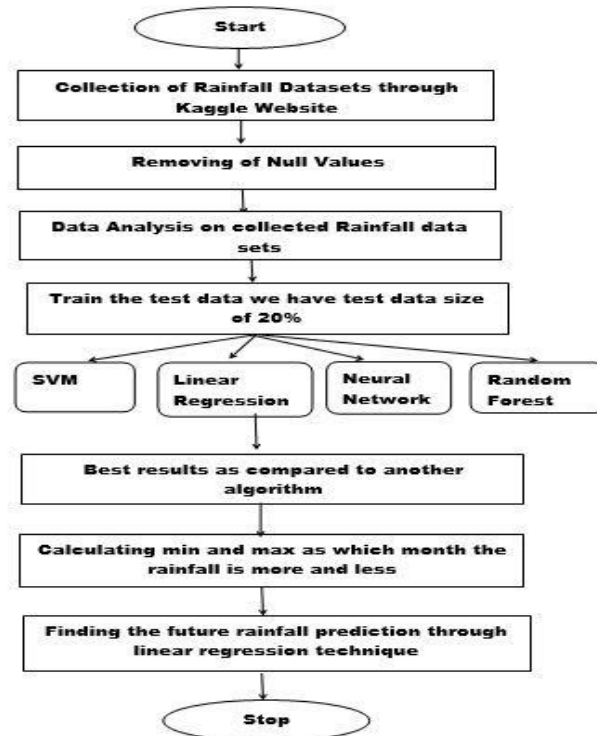 Start
Collection of Rainfall Datasets through
Kaggle Website
Removing of Null Values
Data Analysis on collected Rainfall data
sets
Train the test data we have test data size
of 20%
SVM
Linear
Regression
Neural
Network
Random
Forest
Best results as compared to another
algorithm
Calculating min and max as which month the
rainfall is more and less
Finding the future rainfall prediction through
linear regression technique
Stop